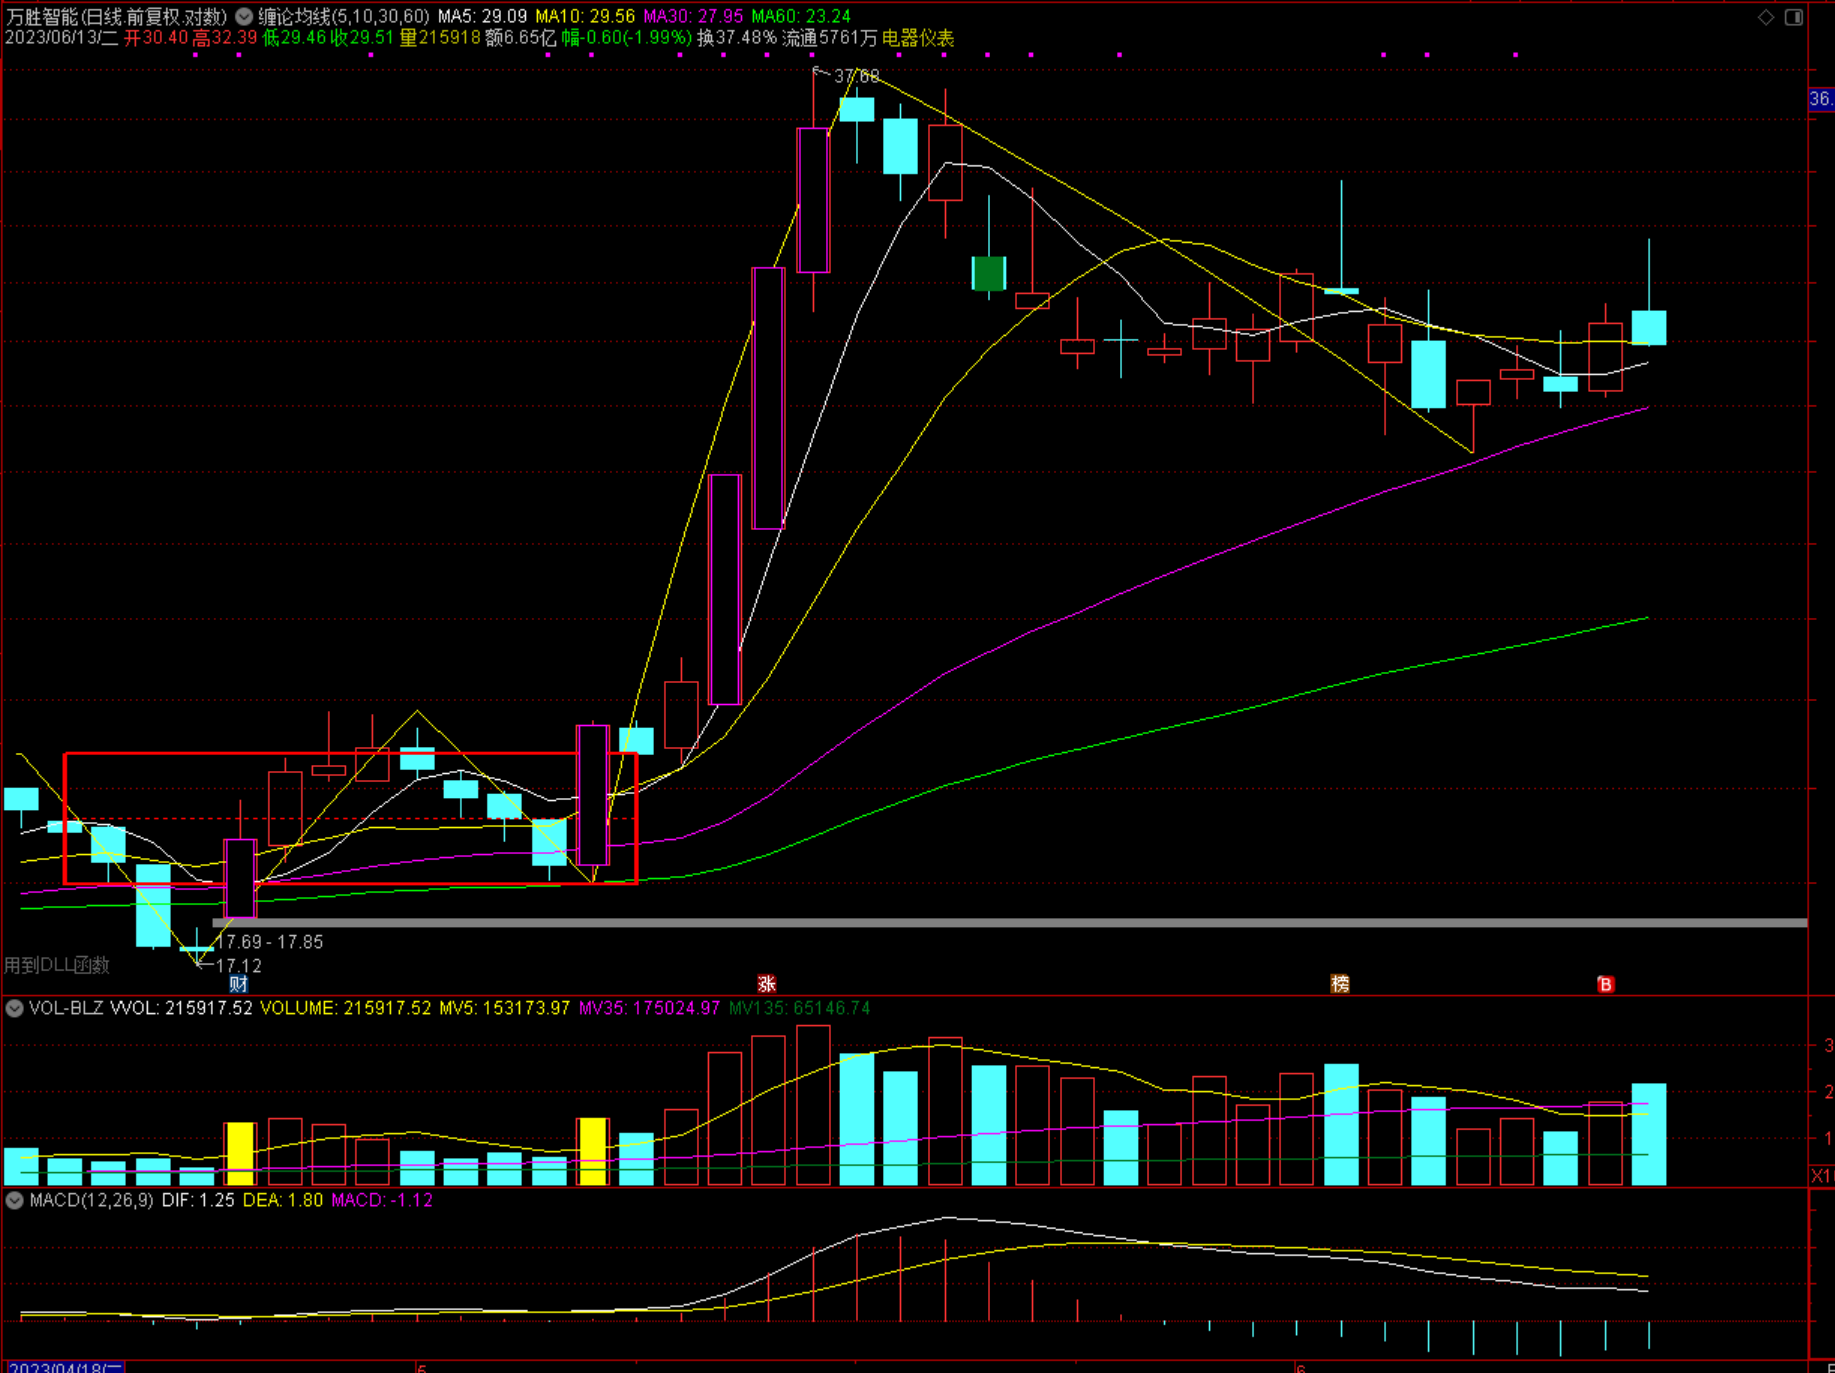 万胜智能(日线.前复权.对数) 缠论均线(5,10,30,60) MA5: 29.09 MA10: 29.56 MA30: 27.95 MA60: 23.24
2023/06/13/二 开30.40 高32.39 低29.46 收29.51 量215918 额6.65亿 幅-0.60(-1.99%) 换37.48% 流通5761万 电器仪表
37.68
36.
17.69 - 17.85
17.12
用到DLL函数
财 涨 榜 B
VOL-BLZ VVOL: 215917.52 VOLUME: 215917.52 MV5: 153173.97 MV35: 175024.97 MV135: 65146.74
3
2
1
X1
MACD(12,26,9) DIF: 1.25 DEA: 1.80 MACD: -1.12
2023/04/18/二 5 6